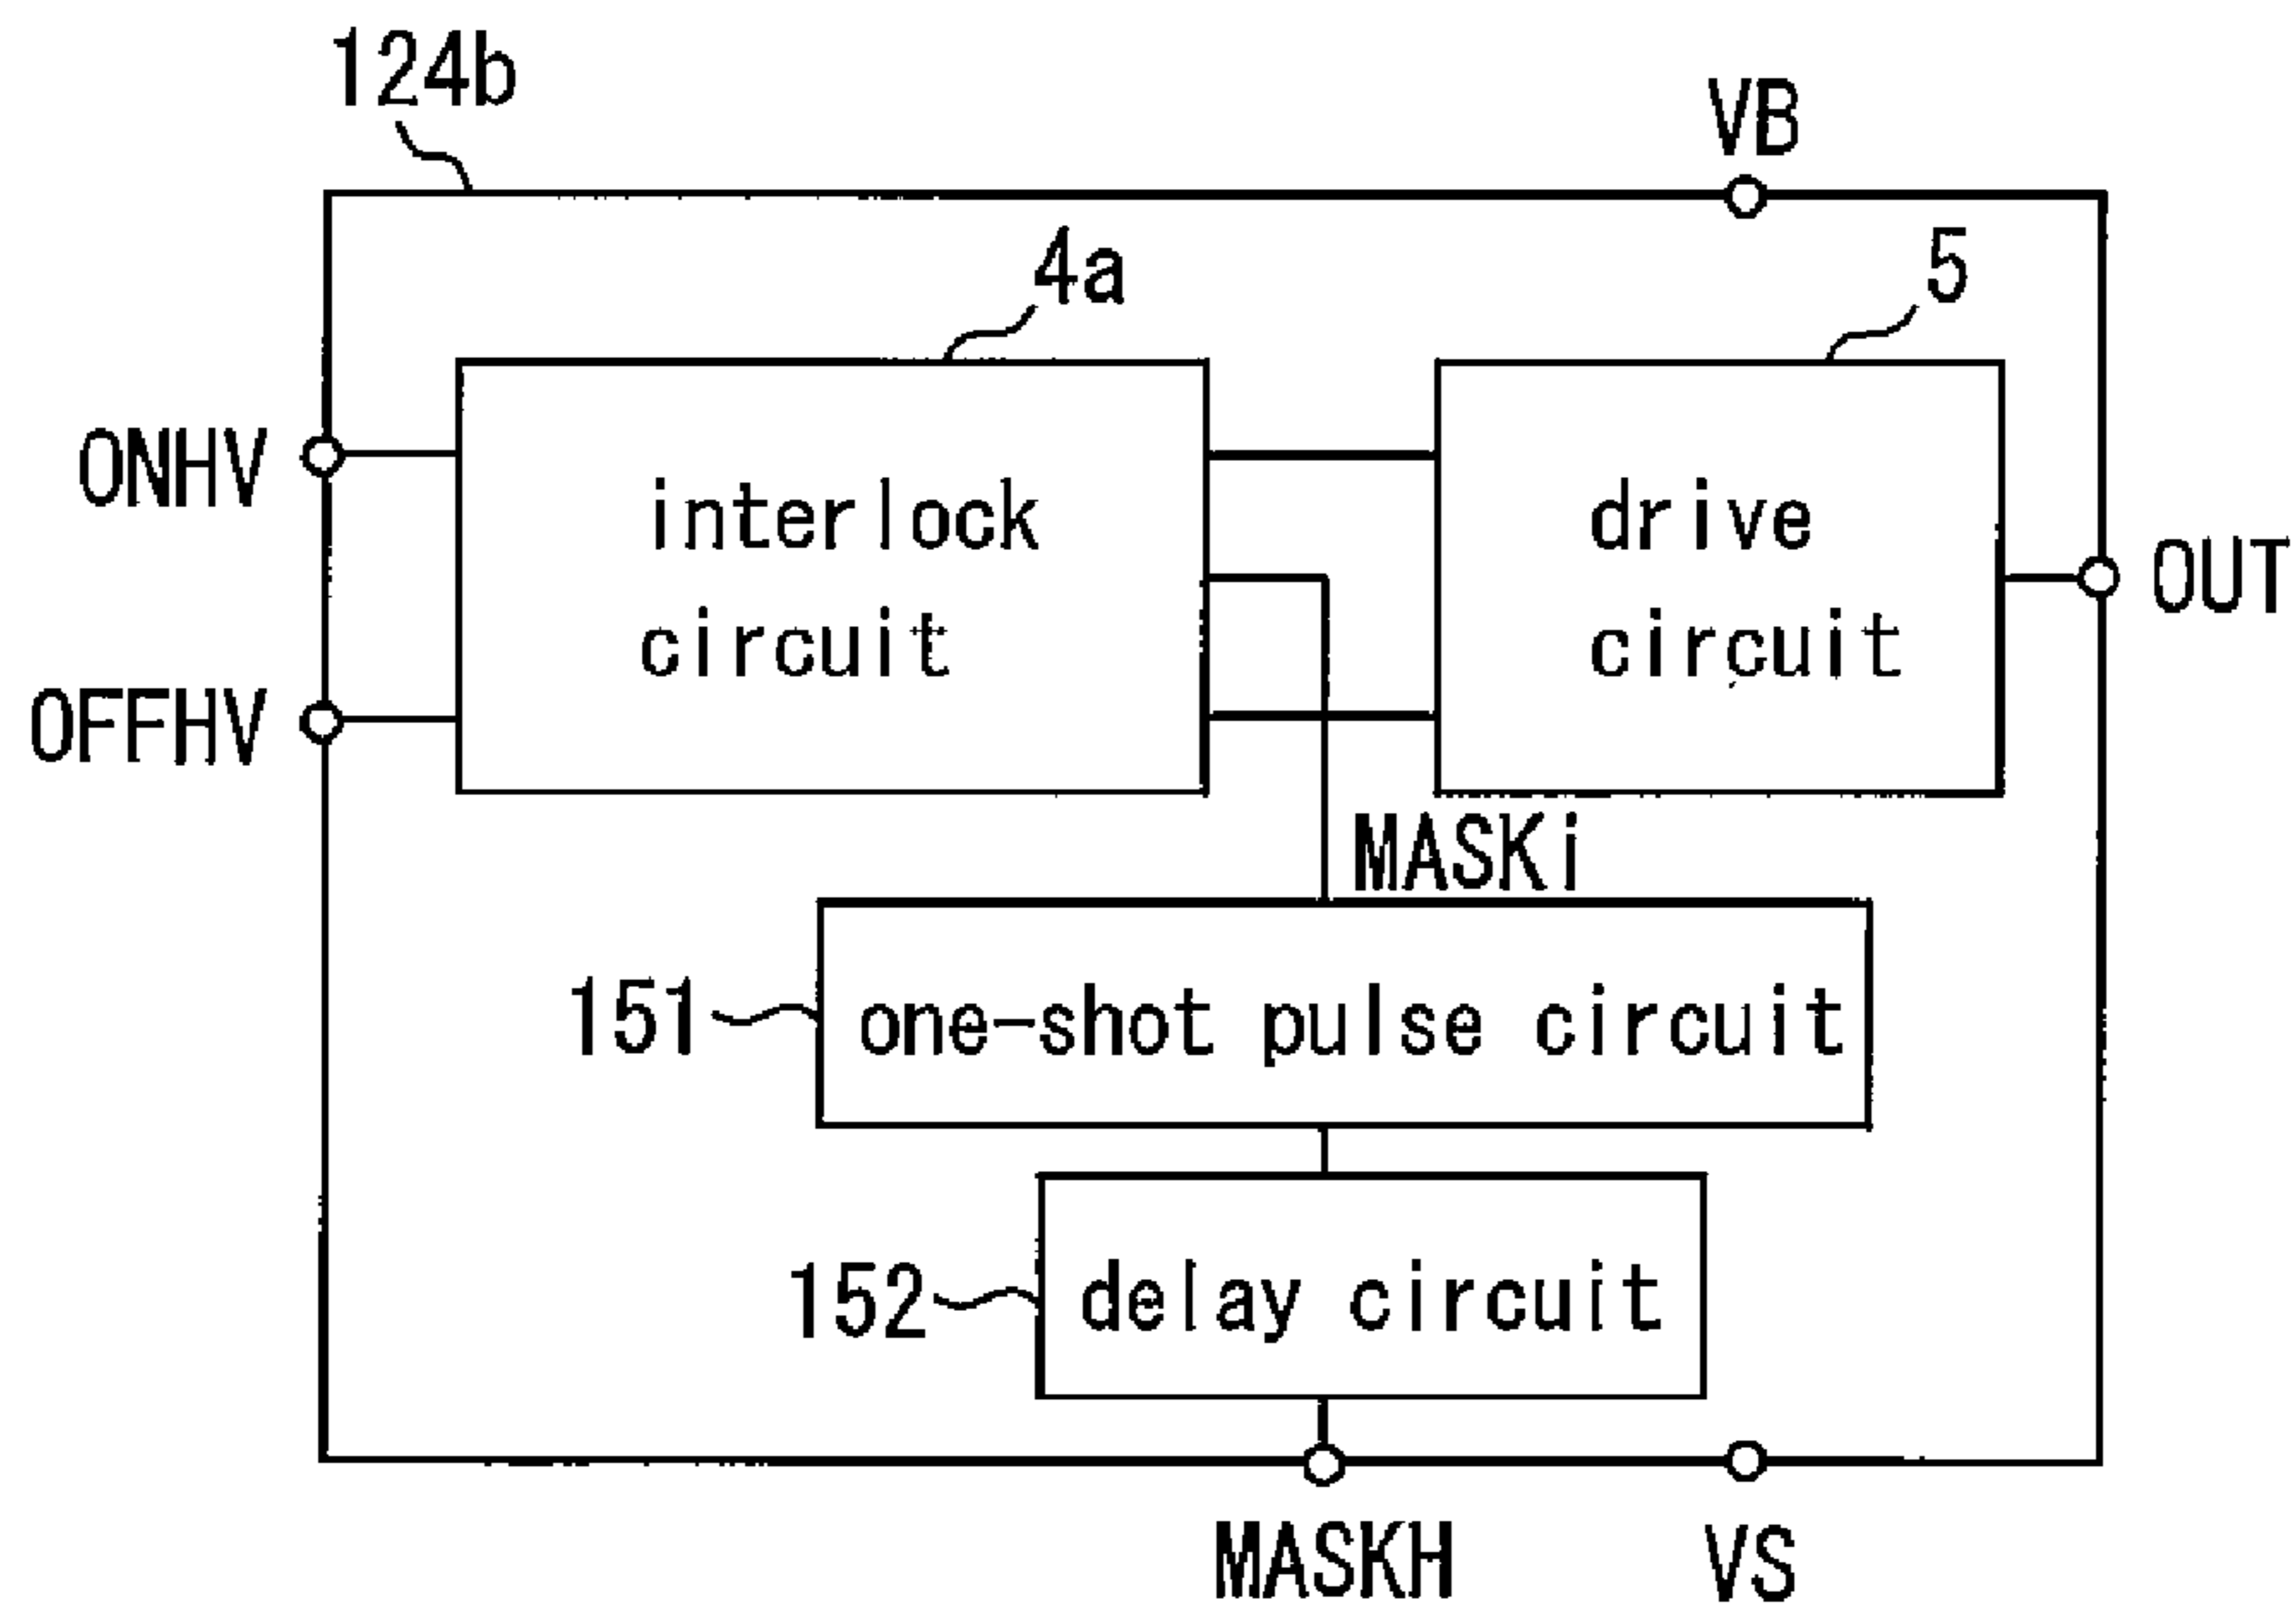 124b
VB
4a
5
ONHV
interlock
circuit
drive
circuit
OUT
OFFHV
MASKi
151
one-shot pulse circuit
152
delay circuit
MASKH
VS